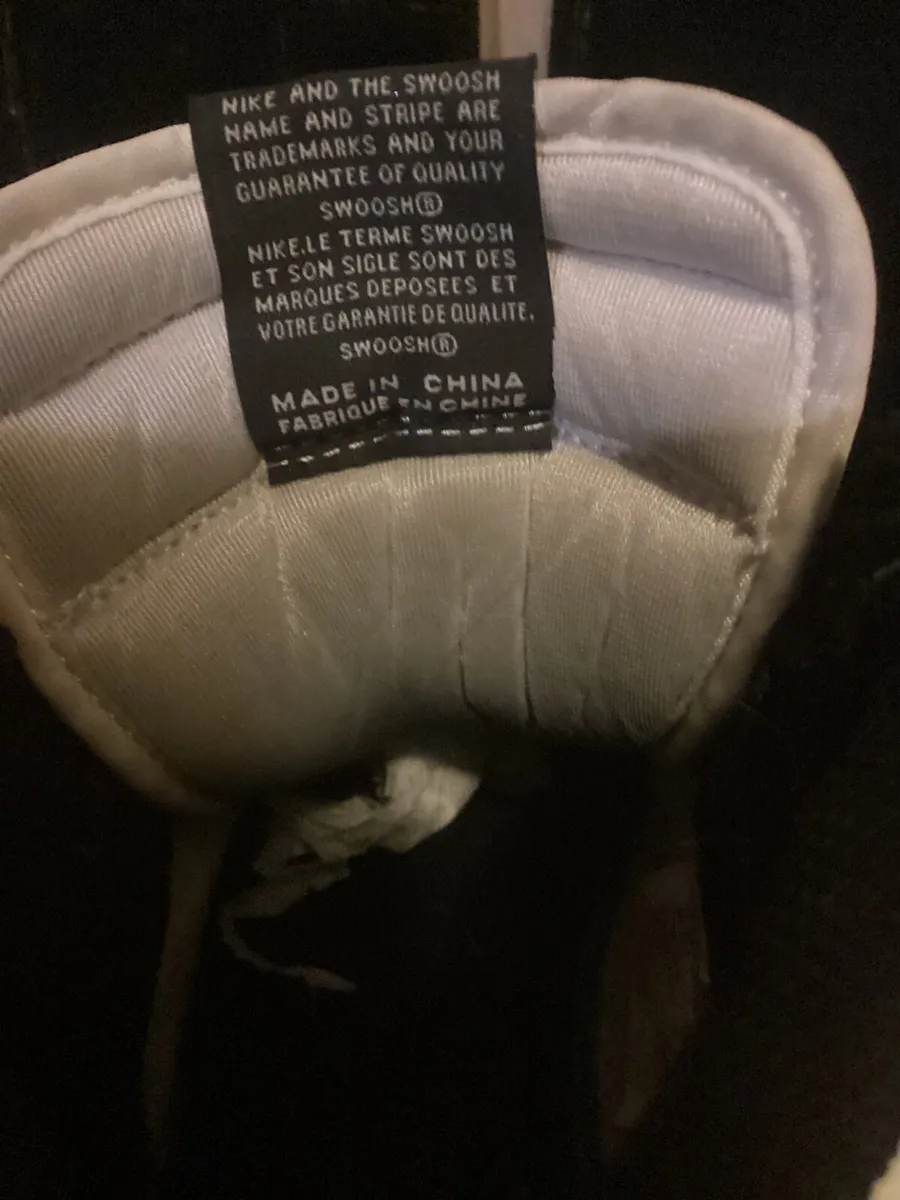 NIKE AND THE SWOOSH
NAME AND STRIPE ARE
TRADEMARKS AND YOUR
GUARANTEE OF QUALITY
SWOOSH®
NIKE.LE TERME SWOOSH
ET SON SIGLE SONT DES
MARQUES DEPOSEES ET
VOTRE GARANTIE DE QUALITE.
SWOOSH®
MADE IN CHINA
FABRIQUE EN CHINE